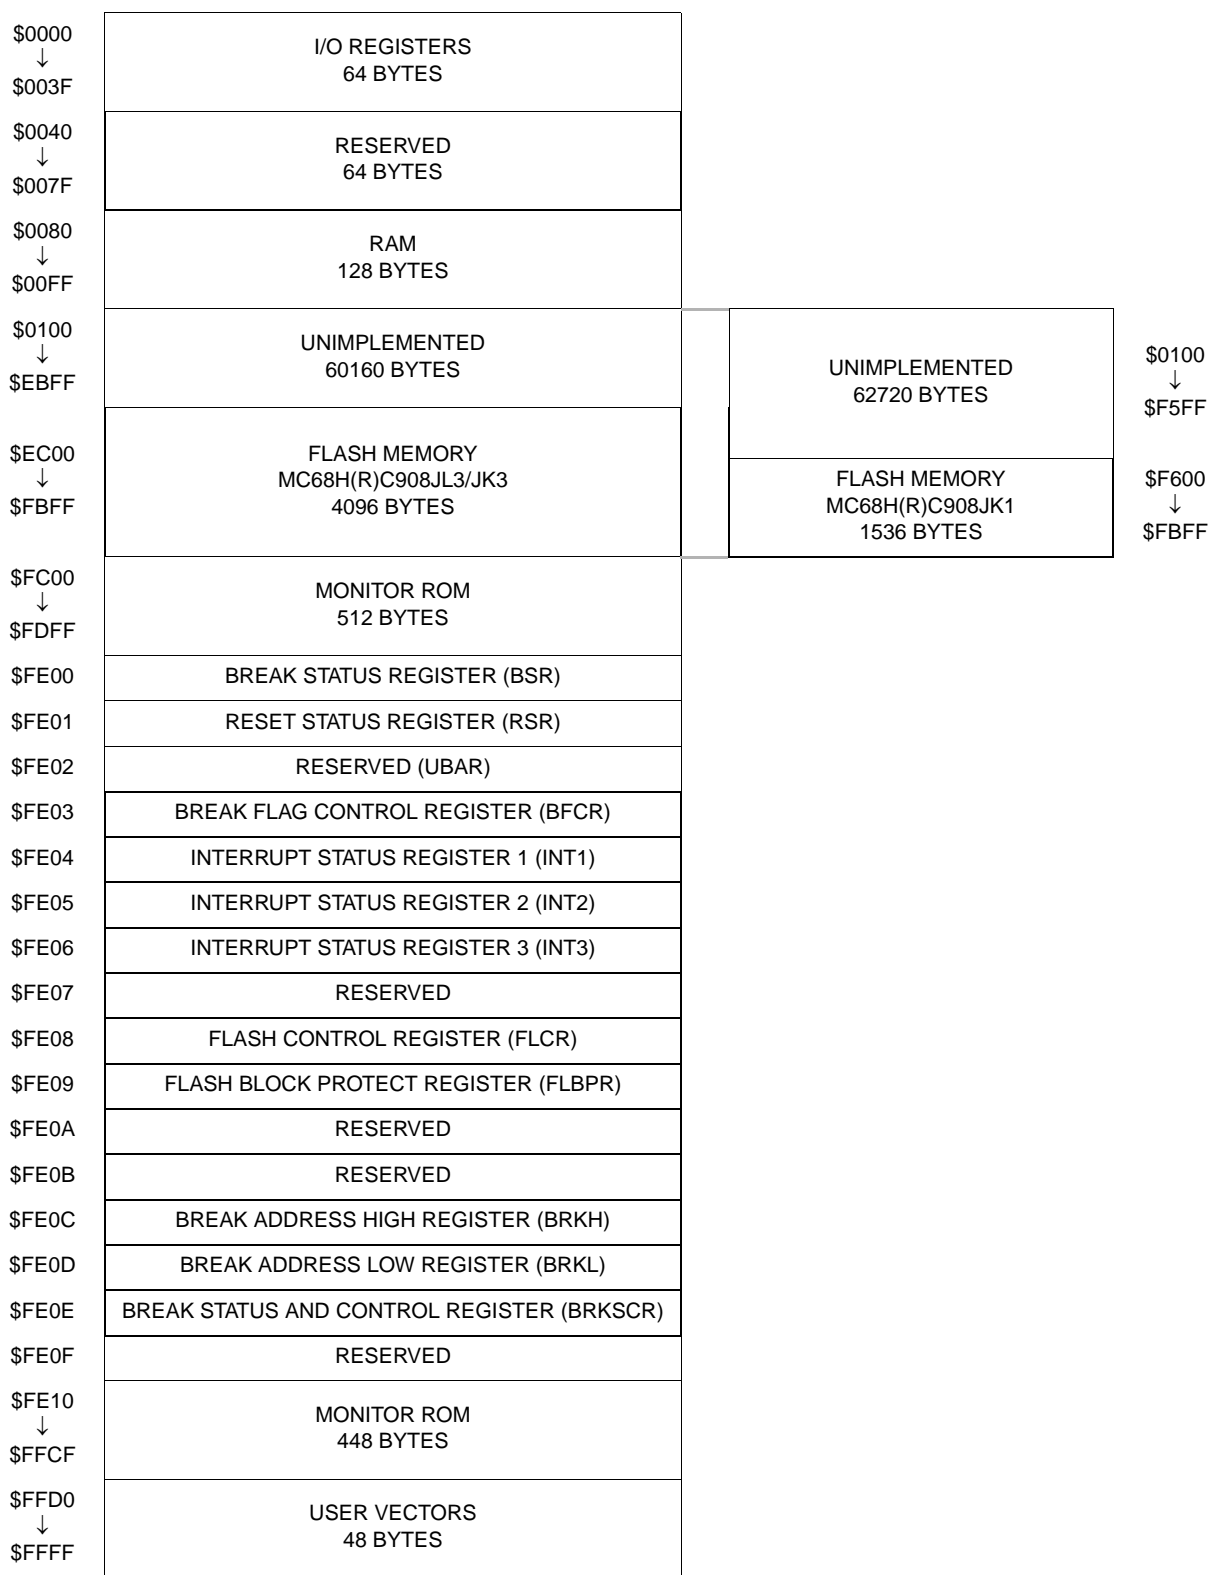 $0000
↓
$003F
I/O REGISTERS
64 BYTES
$0040
↓
$007F
RESERVED
64 BYTES
$0080
↓
$00FF
RAM
128 BYTES
$0100
↓
$EBFF
UNIMPLEMENTED
60160 BYTES
UNIMPLEMENTED
62720 BYTES
$0100
↓
$F5FF
$EC00
↓
$FBFF
FLASH MEMORY
MC68H(R)C908JL3/JK3
4096 BYTES
FLASH MEMORY
MC68H(R)C908JK1
1536 BYTES
$F600
↓
$FBFF
$FC00
↓
$FDFF
MONITOR ROM
512 BYTES
$FE00
BREAK STATUS REGISTER (BSR)
$FE01
RESET STATUS REGISTER (RSR)
$FE02
RESERVED (UBAR)
$FE03
BREAK FLAG CONTROL REGISTER (BFCR)
$FE04
INTERRUPT STATUS REGISTER 1 (INT1)
$FE05
INTERRUPT STATUS REGISTER 2 (INT2)
$FE06
INTERRUPT STATUS REGISTER 3 (INT3)
$FE07
RESERVED
$FE08
FLASH CONTROL REGISTER (FLCR)
$FE09
FLASH BLOCK PROTECT REGISTER (FLBPR)
$FE0A
RESERVED
$FE0B
RESERVED
$FE0C
BREAK ADDRESS HIGH REGISTER (BRKH)
$FE0D
BREAK ADDRESS LOW REGISTER (BRKL)
$FE0E
BREAK STATUS AND CONTROL REGISTER (BRKSCR)
$FE0F
RESERVED
$FE10
↓
$FFCF
MONITOR ROM
448 BYTES
$FFD0
↓
$FFFF
USER VECTORS
48 BYTES